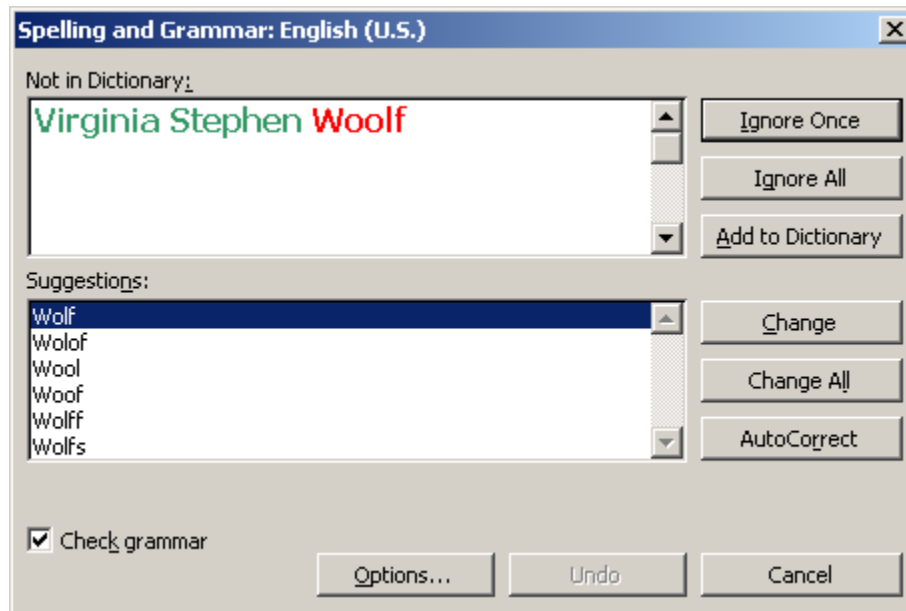 Spelling and Grammar: English (U.S.)
Not in Dictionary:
Virginia Stephen Woolf
Ignore Once
Ignore All
Add to Dictionary
Suggestions:
Wolf
Wolof
Wool
Woof
Wolff
Wolfs
Change
Change All
AutoCorrect
Check grammar
Options...
Undo
Cancel